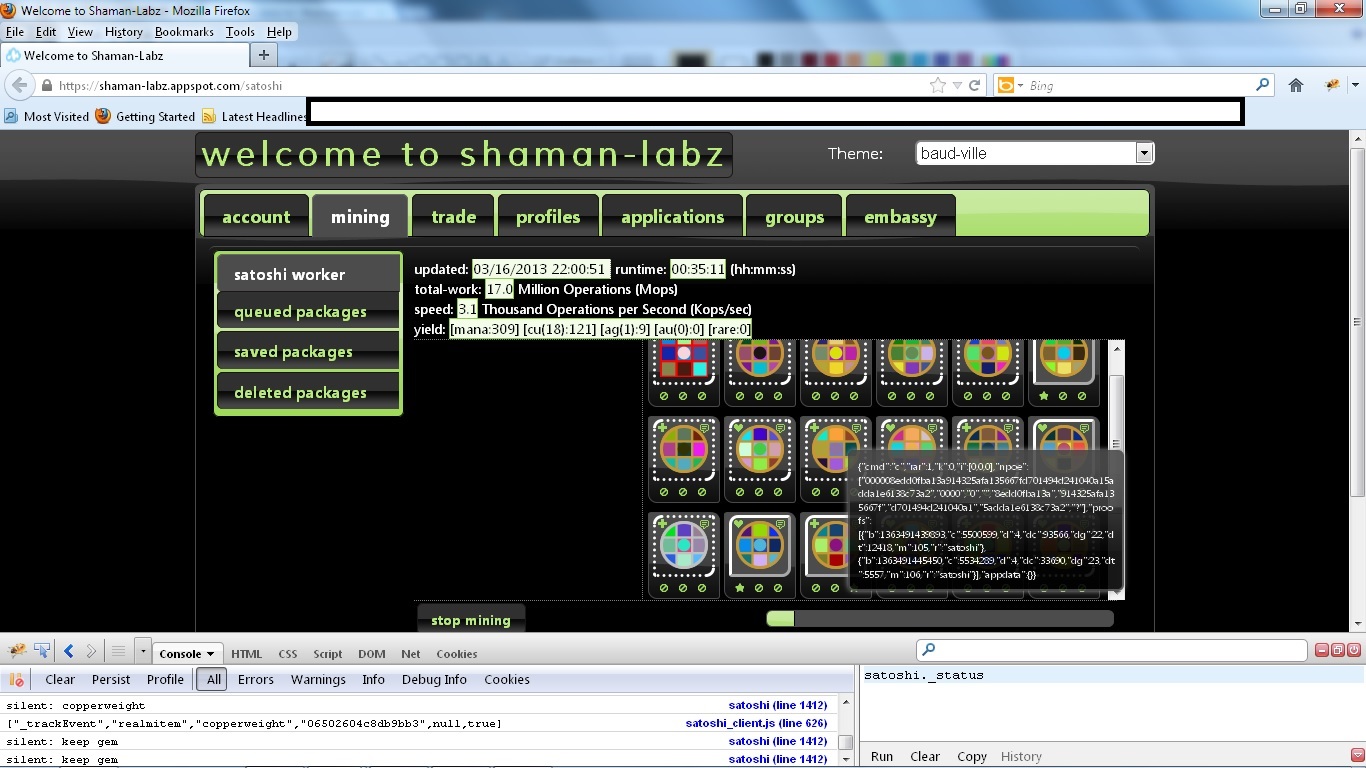 Welcome to Shaman-Labz - Mozilla Firefox
File Edit View History Bookmarks Tools Help
Welcome to Shaman-Labz
https://shaman-labz.appspot.com/satoshi
Bing
Most Visited Getting Started Latest Headlines
welcome to shaman-labz
Theme: baud-ville
account mining trade profiles applications groups embassy
satoshi worker
queued packages
saved packages
deleted packages
updated: 03/16/2013 22:00:51 runtime: 00:35:11 (hh:mm:ss)
total-work: 17.0 Million Operations (Mops)
speed: 3.1 Thousand Operations per Second (Kops/sec)
yield: [mana:309] [cu(18):121] [ag(1):9] [au(0):0] [rare:0]
{"cmd":"c","rar":1,"k":0,"i":[0,0,0],"npoe":
["000008edd0fba13a914325afa135667fd701494d241040a15a
dda1e6138c73a2","0000","0","","8edd0fba13a","914325afa13
5667f","d701494d241040a1","5adda1e6138c73a2","?"],"proo
fs":
[{"b":1363491439893,"c":5500599,"d":4,"dc":93566,"dg":22,"d
t":12418,"m":105,"r":"satoshi"},
{"b":1363491445450,"c":5534289,"d":4,"dc":33690,"dg":23,"dt
":5557,"m":106,"r":"satoshi"}],"appdata":{}}
stop mining
Console HTML CSS Script DOM Net Cookies
Clear Persist Profile All Errors Warnings Info Debug Info Cookies
silent: copperweight satoshi (line 1412)
["_trackEvent","realmitem","copperweight","06502604c8db9bb3",null,true] satoshi_client.js (line 626)
silent: keep gem satoshi (line 1412)
silent: keep gem satoshi (line 1412)
satoshi._status
Run Clear Copy History